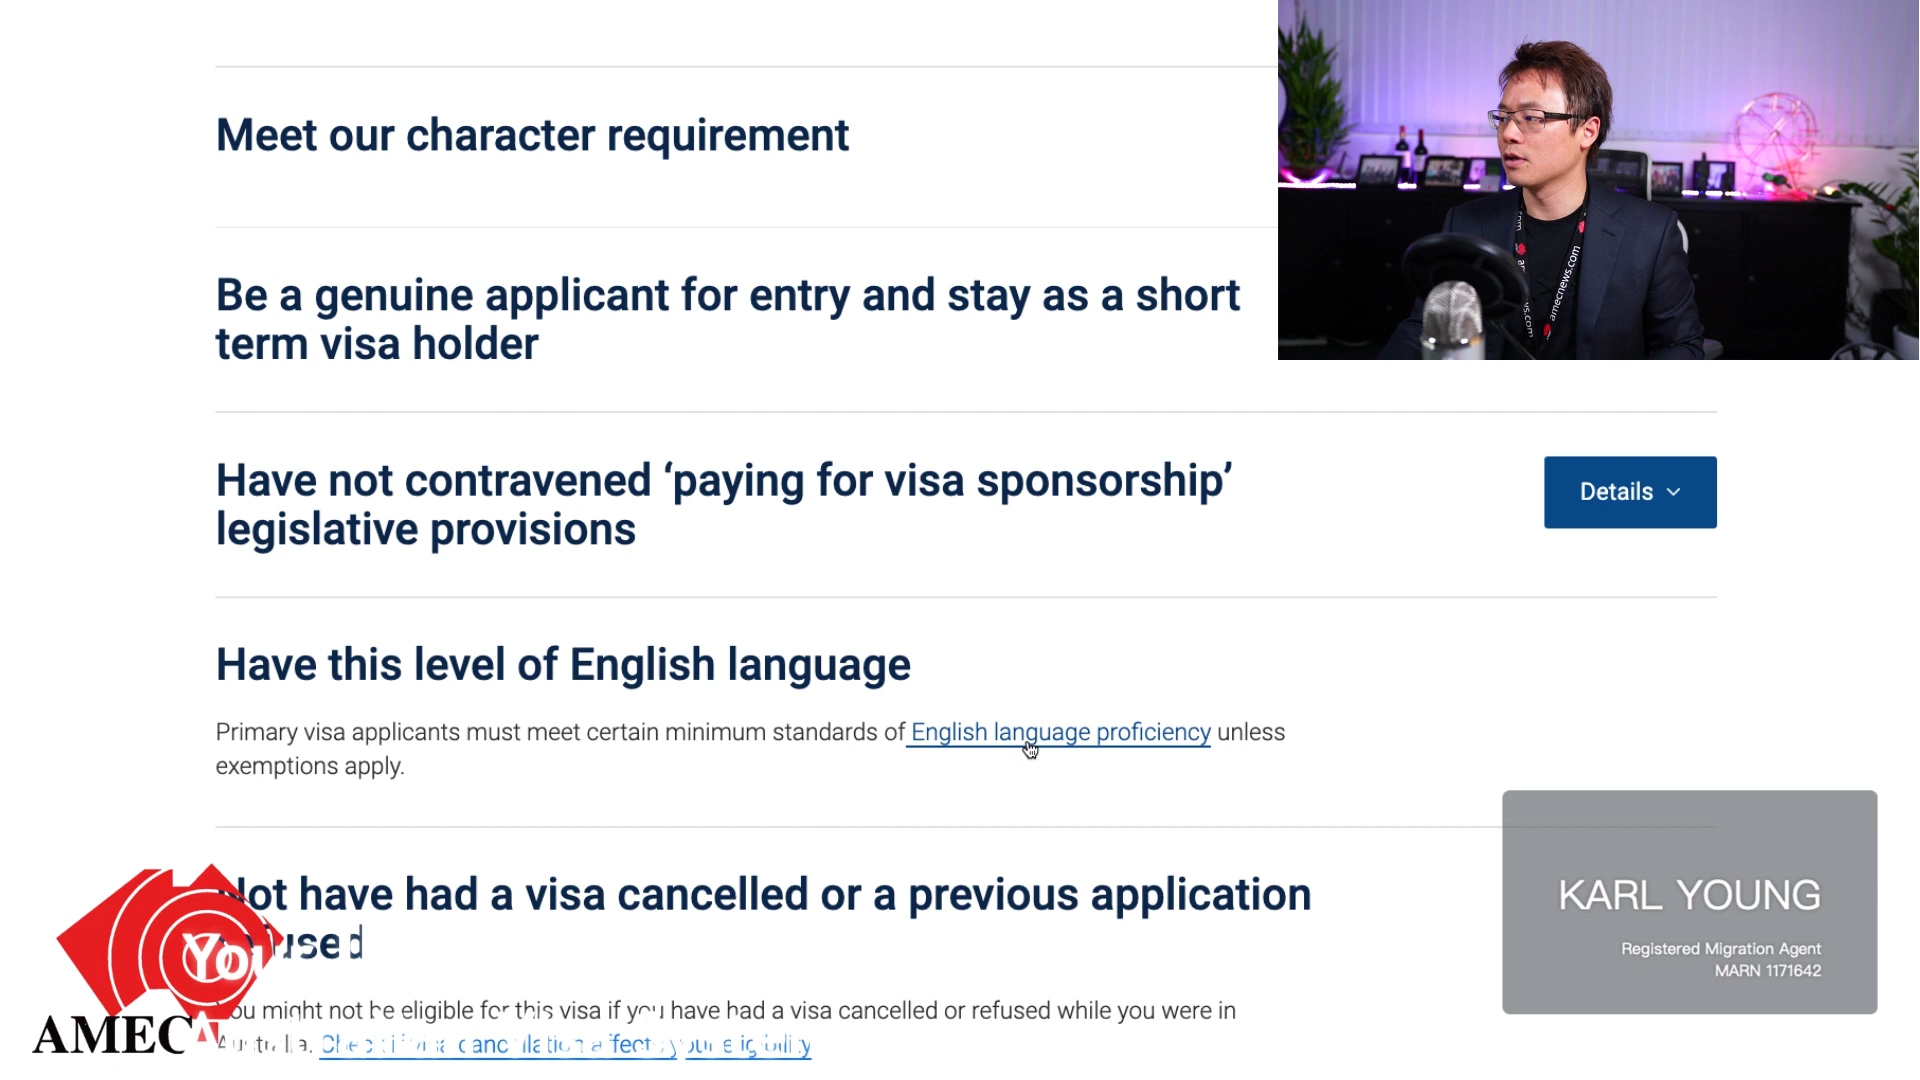 Meet our character requirement
Be a genuine applicant for entry and stay as a short
term visa holder
Have not contravened ‘paying for visa sponsorship’
legislative provisions
Details
Have this level of English language
Primary visa applicants must meet certain minimum standards of English language proficiency unless
exemptions apply.
Not have had a visa cancelled or a previous application
refused
You might not be eligible for this visa if you have had a visa cancelled or refused while you were in
Australia. Check if visa cancellation affects your eligibility
You
AMEC
KARL YOUNG
Registered Migration Agent
MARN 1171642
amecnews.com